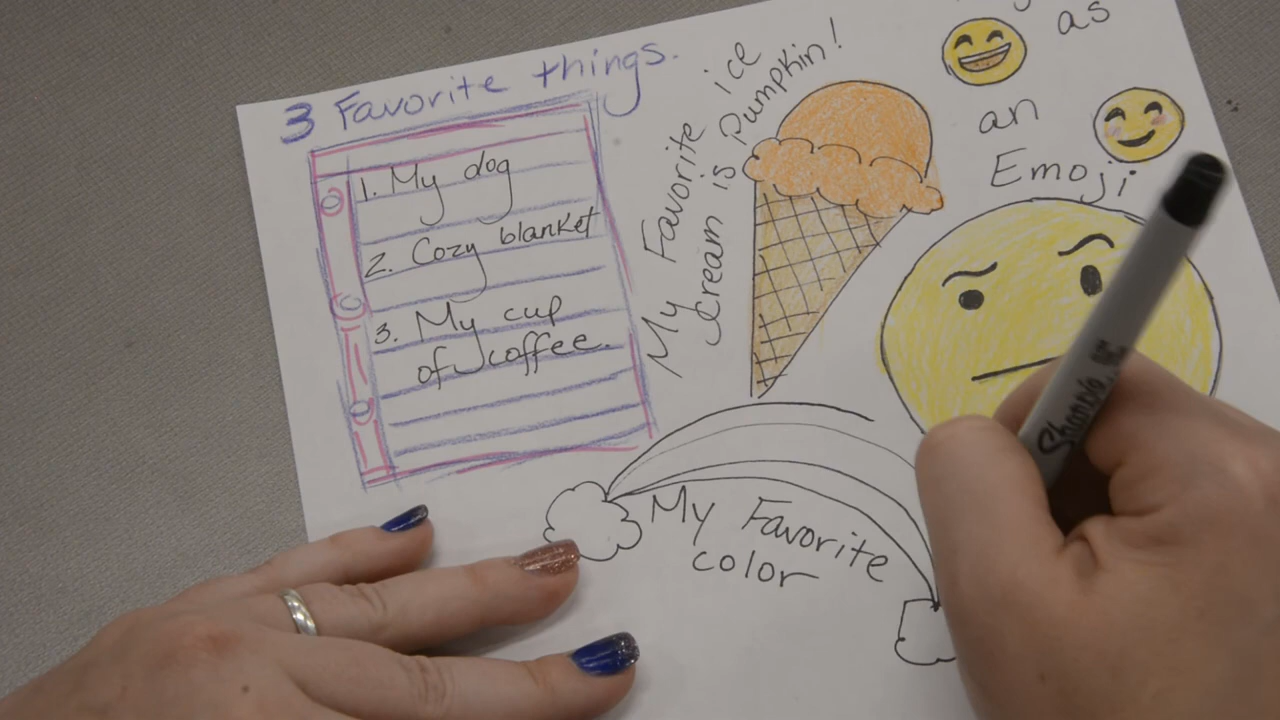 3 Favorite things.
1. My dog
2. Cozy blanket
3. My cup
of coffee.
My Favorite ice
cream is pumpkin!
as
an
Emoji
My Favorite
color
Sharpie